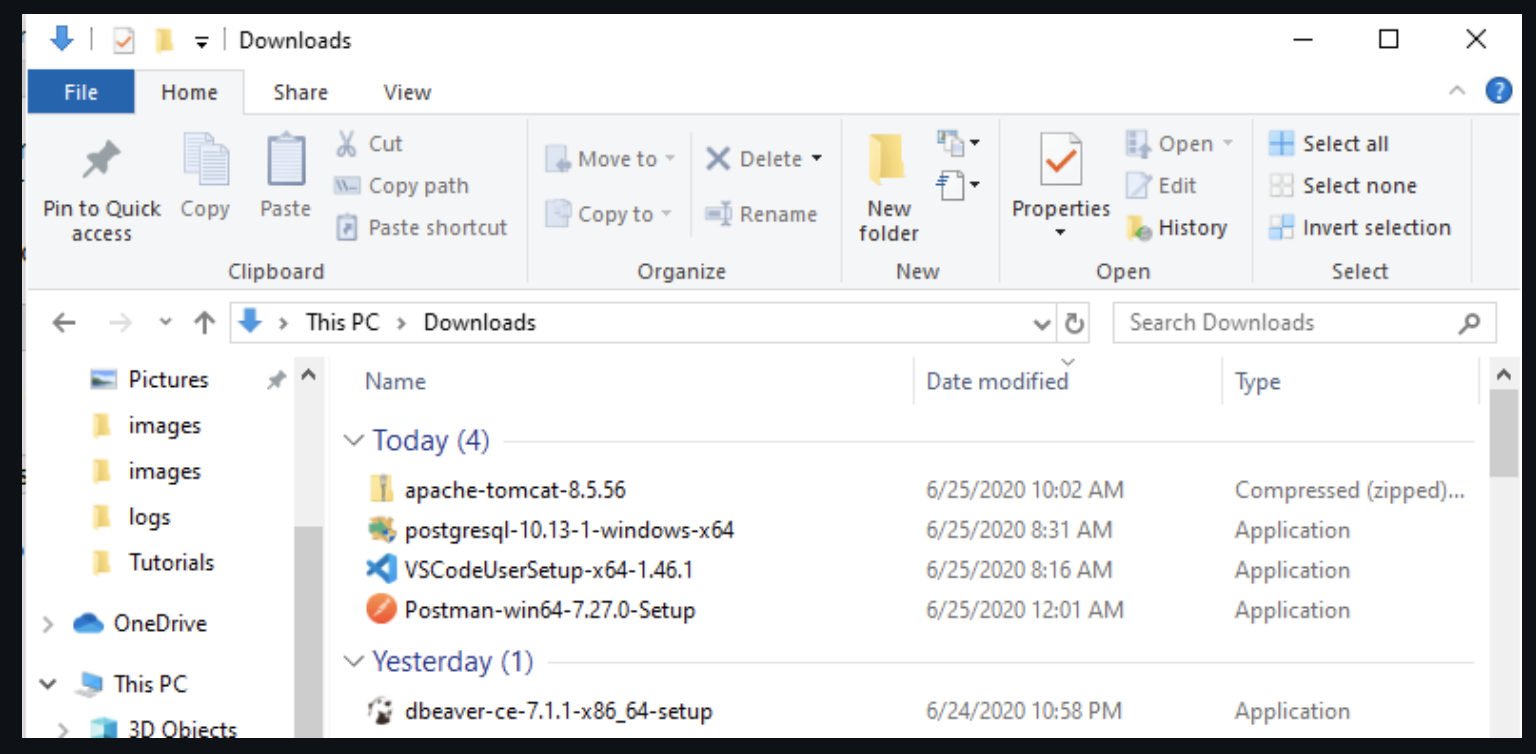 Downloads
File Home Share View
Pin to Quick access
Copy
Paste
Cut
Copy path
Paste shortcut
Clipboard
Move to
Copy to
Delete
Rename
Organize
New folder
New
Properties
Open
Edit
History
Open
Select all
Select none
Invert selection
Select
This PC > Downloads
Search Downloads
Pictures
images
images
logs
Tutorials
OneDrive
This PC
3D Objects
Name Date modified Type
Today (4)
apache-tomcat-8.5.56 6/25/2020 10:02 AM Compressed (zipped)...
postgresql-10.13-1-windows-x64 6/25/2020 8:31 AM Application
VSCodeUserSetup-x64-1.46.1 6/25/2020 8:16 AM Application
Postman-win64-7.27.0-Setup 6/25/2020 12:01 AM Application
Yesterday (1)
dbeaver-ce-7.1.1-x86_64-setup 6/24/2020 10:58 PM Application